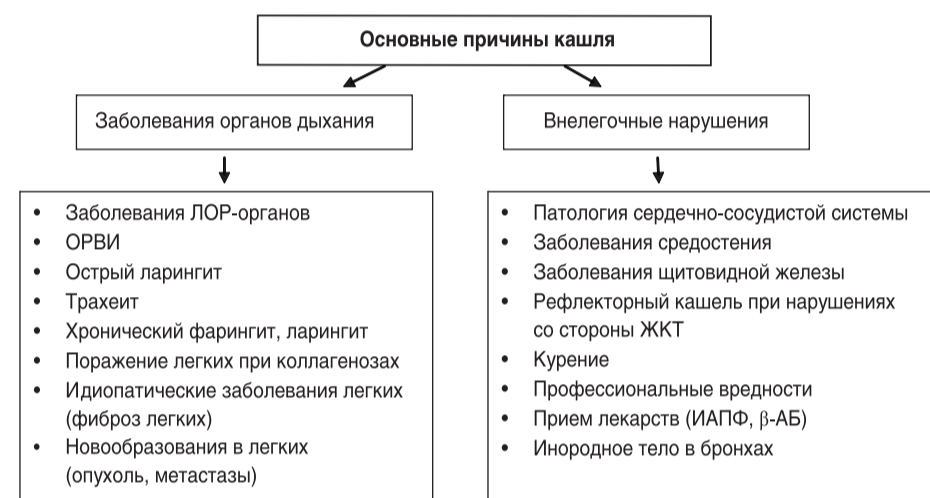 Основные причины кашля
Заболевания органов дыхания
Внелегочные нарушения
• Заболевания ЛОР-органов
• ОРВИ
• Острый ларингит
• Трахеит
• Хронический фарингит, ларингит
• Поражение легких при коллагенозах
• Идиопатические заболевания легких
(фиброз легких)
• Новообразования в легких
(опухоль, метастазы)
• Патология сердечно-сосудистой системы
• Заболевания средостения
• Заболевания щитовидной железы
• Рефлекторный кашель при нарушениях
со стороны ЖКТ
• Курение
• Профессиональные вредности
• Прием лекарств (ИАПФ, β-АБ)
• Инородное тело в бронхах